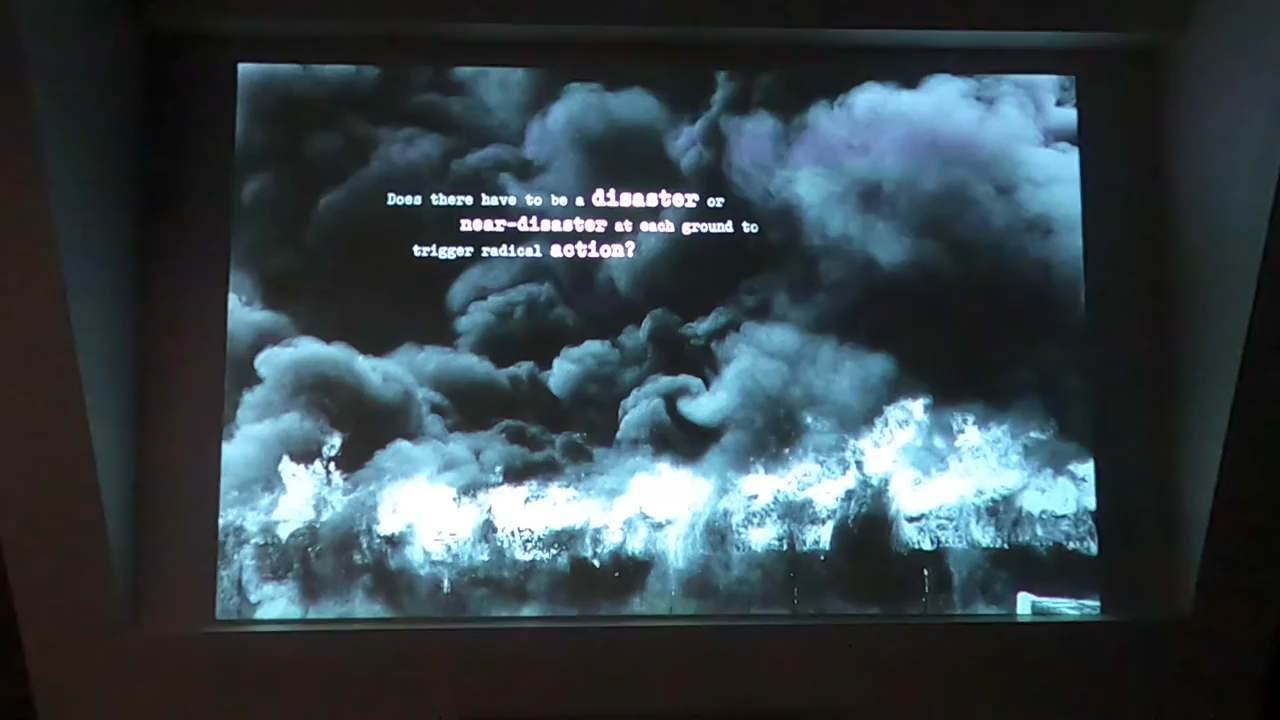 Does there have to be a disaster or
near-disaster at each ground to
trigger radical action?